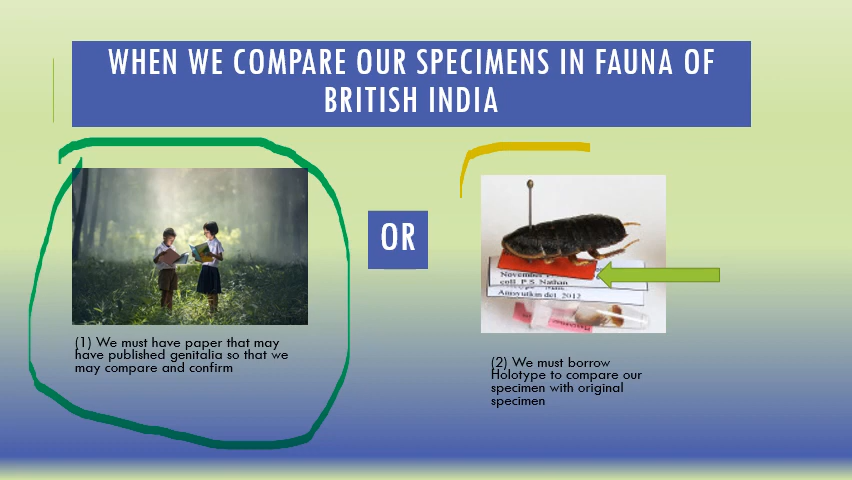 WHEN WE COMPARE OUR SPECIMENS IN FAUNA OF
BRITISH INDIA
OR
(1) We must have paper that may
have published genitalia so that we
may compare and confirm
November
coll P.S. Nathan
Anisyutkin det. 2012
(2) We must borrow
Holotype to compare our
specimen with original
specimen